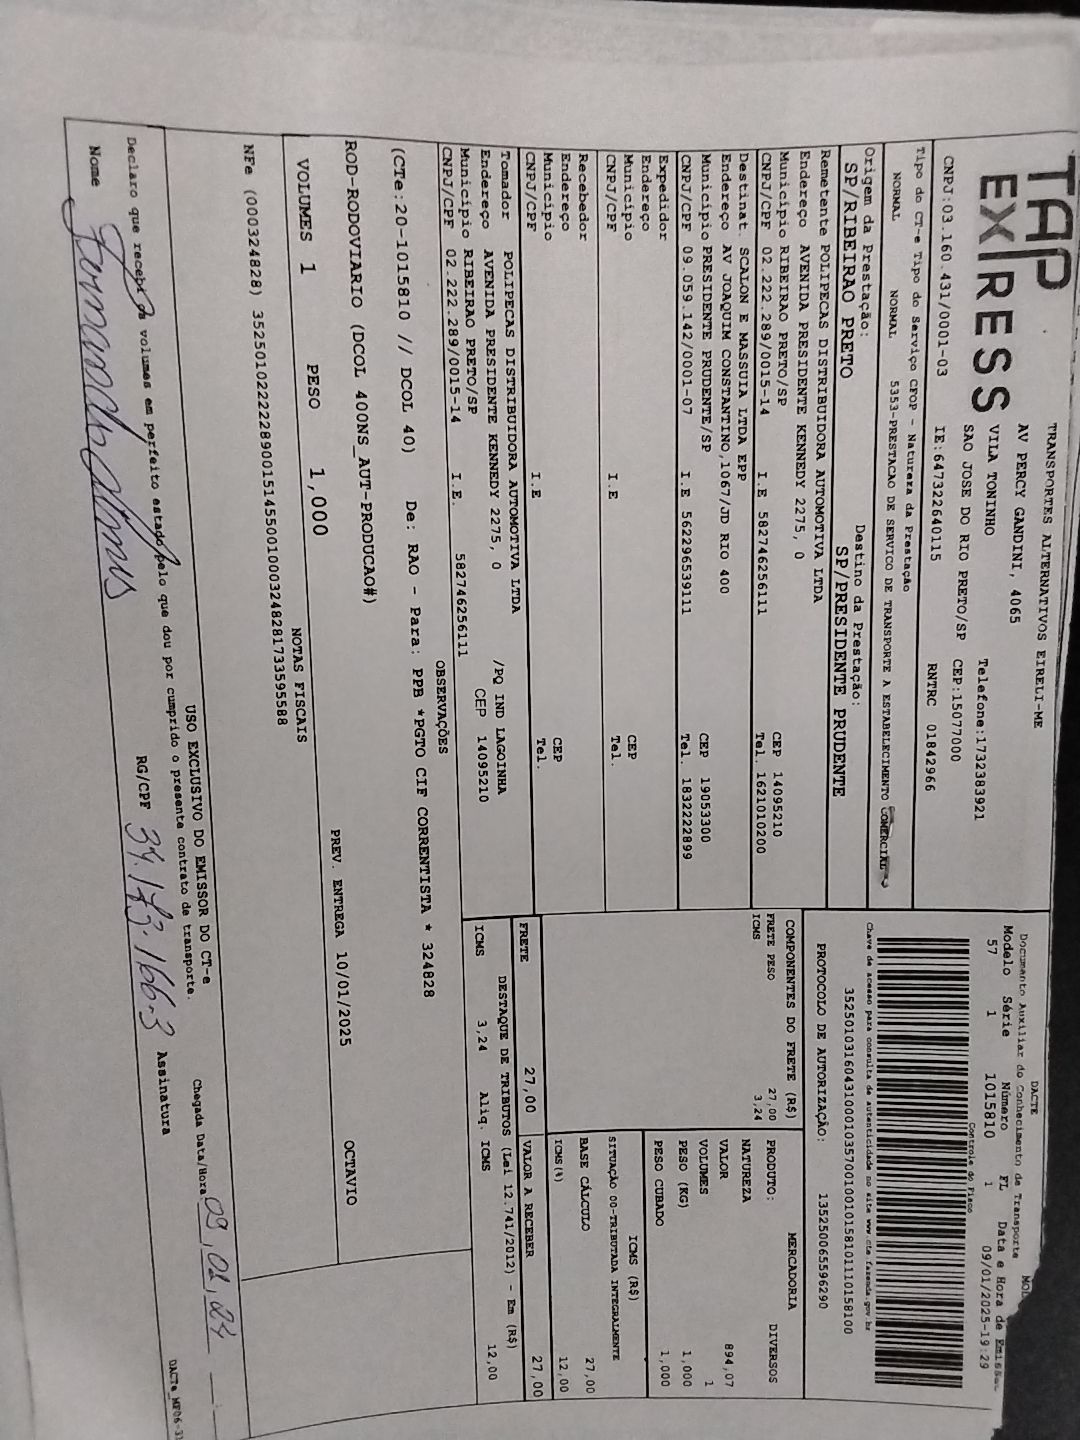 TAP
EXPRESS
TRANSPORTES ALTERNATIVOS EIRELI-ME
AV PERCY GANDINI, 4065
VILA TONINHO Telefone:1732383921
SAO JOSE DO RIO PRETO/SP CEP:15077000
CNPJ:03.160.431/0001-03 IE:647322640115 RNTRC 01842966
DACTE
Documento Auxiliar do Conhecimento de Transporte
Modelo Série Número FL Data e Hora de Emissão
57 1 1015810 1 09/01/2025-19:29
Controle do Fisco
Tipo do CT-e Tipo do Serviço CFOP - Natureza da Prestação
NORMAL NORMAL 5353-PRESTACAO DE SERVICO DE TRANSPORTE A ESTABELECIMENTO COMERCIAL
Chave de acesso para consulta de autenticidade no site www.cte.fazenda.gov.br
35250103160431000103570010010158101110158100
PROTOCOLO DE AUTORIZAÇÃO: 135250065596290
Origem da Prestação: Destino da Prestação:
SP/RIBEIRAO PRETO SP/PRESIDENTE PRUDENTE
Remetente POLIPECAS DISTRIBUIDORA AUTOMOTIVA LTDA
Endereço AVENIDA PRESIDENTE KENNEDY 2275, 0
Município RIBEIRAO PRETO/SP CEP 14095210
CNPJ/CPF 02.222.289/0015-14 I.E 582746256111 Tel. 1621010200
Destinat. SCALON E MASSUIA LTDA EPP
Endereço AV JOAQUIM CONSTANTINO,1067/JD RIO 400
Município PRESIDENTE PRUDENTE/SP CEP 19053300
CNPJ/CPF 09.059.142/0001-07 I.E 562296539111 Tel. 1832222899
Expedidor
Endereço
Município CEP
CNPJ/CPF I.E Tel.
Recebedor
Endereço
Município CEP
CNPJ/CPF I.E Tel.
Tomador POLIPECAS DISTRIBUIDORA AUTOMOTIVA LTDA
Endereço AVENIDA PRESIDENTE KENNEDY 2275, 0 /PQ IND LAGOINHA
Município RIBEIRAO PRETO/SP CEP 14095210
CNPJ/CPF 02.222.289/0015-14 I.E. 582746256111
COMPONENTES DO FRETE (R$)
FRETE PESO 27,00
ICMS 3,24
MERCADORIA
PRODUTO: DIVERSOS
NATUREZA
VALOR 894,07
VOLUMES 1
PESO (KG) 1,000
PESO CUBADO 1,000
ICMS (R$)
SITUAÇÃO 00-TRIBUTADA INTEGRALMENTE
BASE CÁLCULO 27,00
ICMS(%) 12,00
FRETE 27,00 VALOR A RECEBER 27,00
DESTAQUE DE TRIBUTOS (Lei 12.741/2012) - Em (R$)
ICMS 3,24 Aliq. ICMS 12,00
OBSERVAÇÕES
(CTe:20-1015810 // DCOL 40) De: RAO - Para: PPB *PGTO CIF CORRENTISTA * 324828
ROD-RODOVIARIO (DCOL 400NS_AUT-PRODUCAO#)
PREV. ENTREGA 10/01/2025 OCTAVIO
VOLUMES 1 PESO 1,000
NOTAS FISCAIS
NFe (000324828) 35250102222289001514550010003248281733595588
USO EXCLUSIVO DO EMISSOR DO CT-e
Declaro que recebi os volumes em perfeito estado pelo que dou por cumprido o presente contrato de transporte.
Chegada Data/Hora
Nome RG/CPF 34.173.166-3 Assinatura